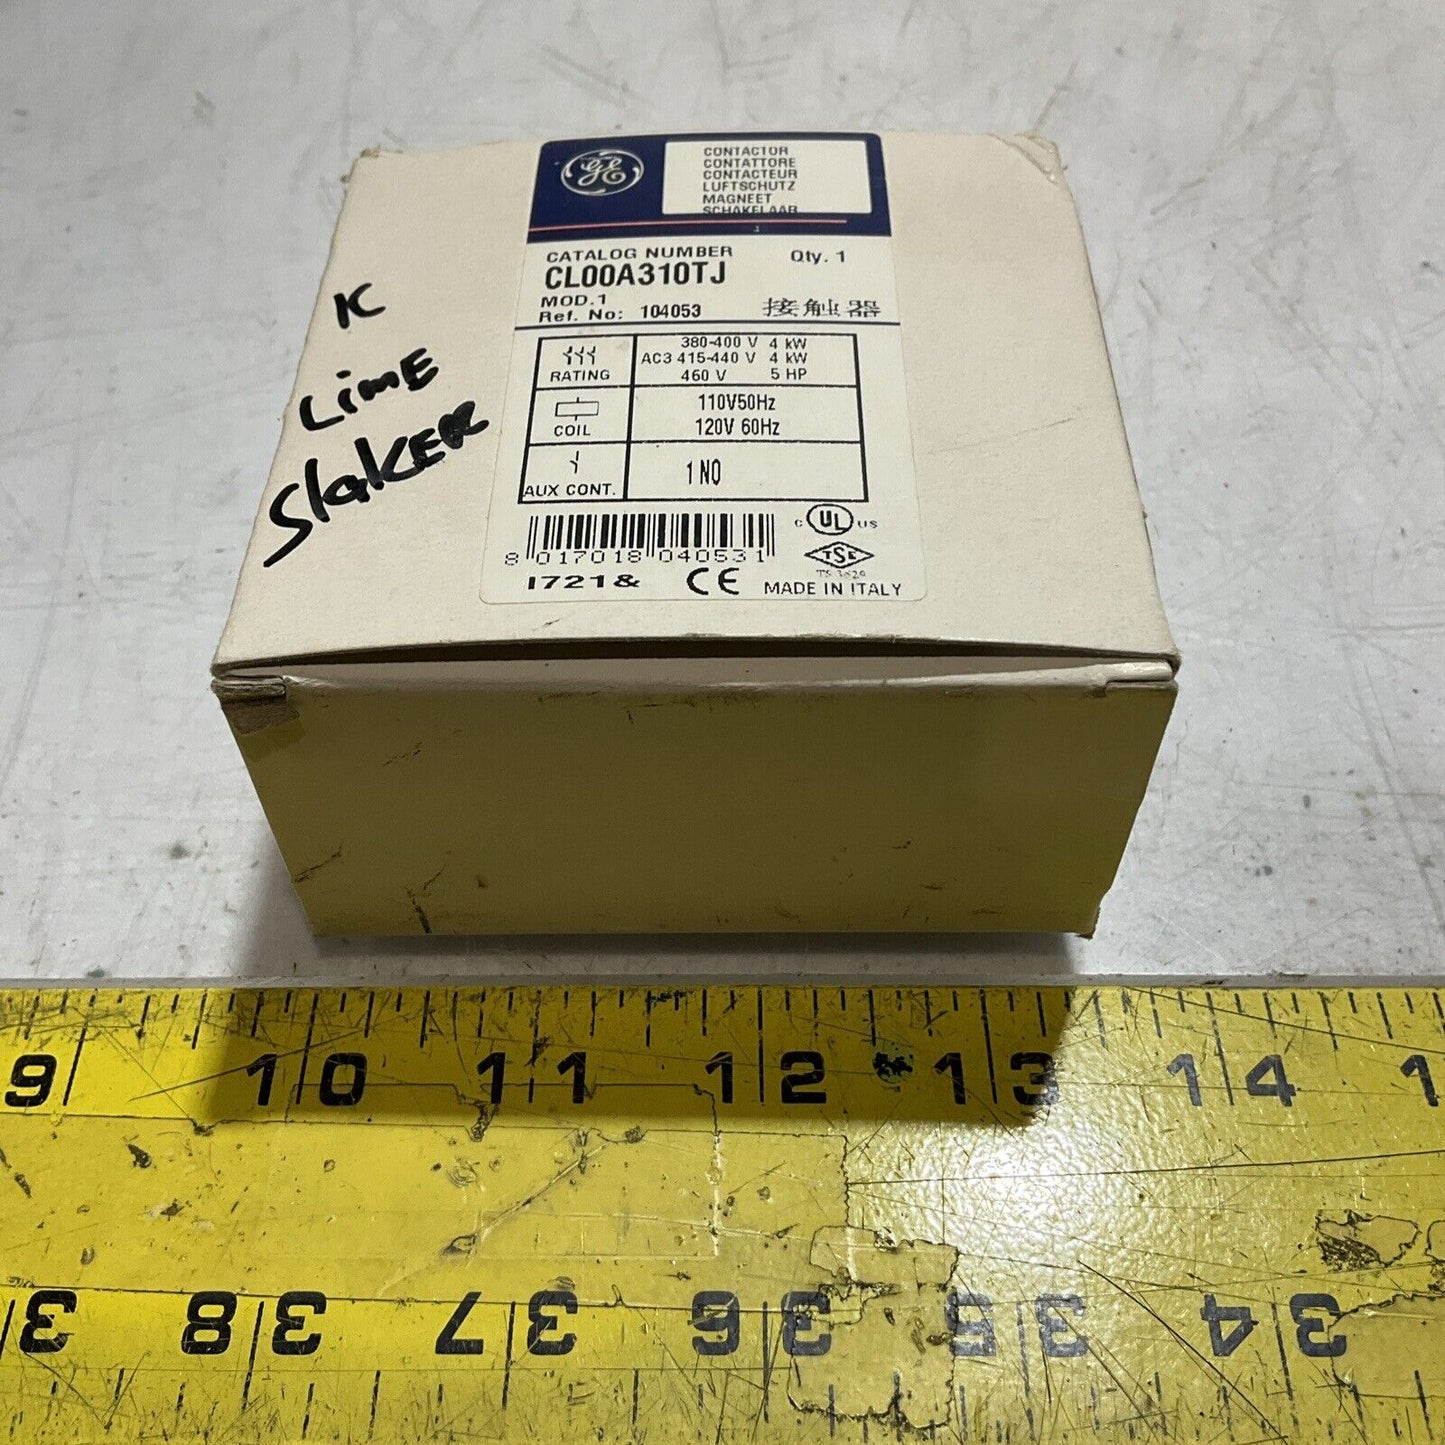 GE
CONTACTOR
CONTATTORE
CONTACTEUR
LUFTSCHUTZ
MAGNEET
SCHAKELAAR
CATALOG NUMBER Qty. 1
CL00A310TJ
MOD.1
Ref. No: 104053 接触器
380-400 V 4 kW
AC3 415-440 V 4 kW
RATING 460 V 5 HP
110V50Hz
COIL 120V 60Hz
1 NO
AUX CONT.
C UL US
8 017018 040531
TSE
I721& CE MADE IN ITALY
K
LimE
SlaKER
9 10 11 12 13 14 1
3 38 37 36 35 34